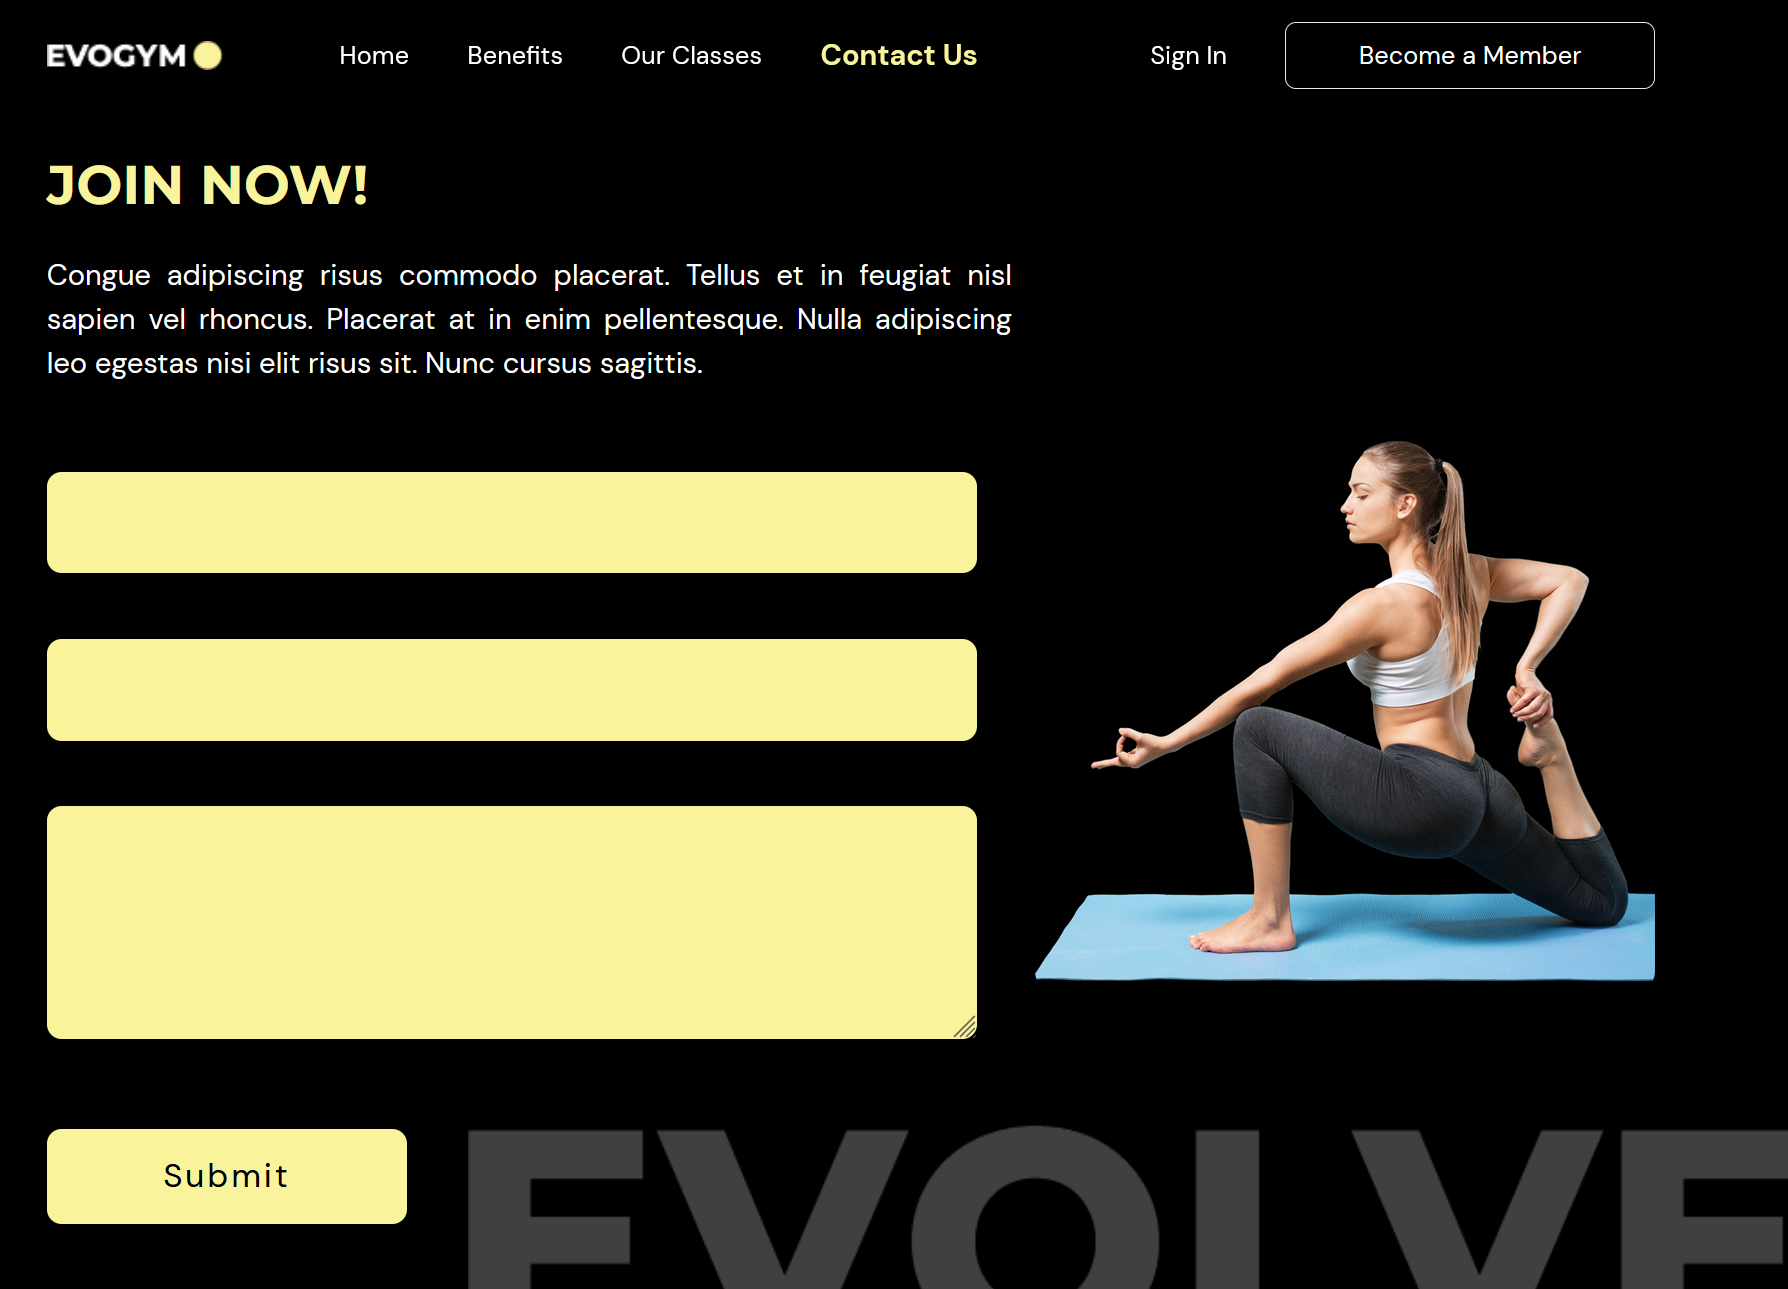 EVOGYM
Home
Benefits
Our Classes
Contact Us
Sign In
Become a Member
JOIN NOW!
Congue adipiscing risus commodo placerat. Tellus et in feugiat nisl
sapien vel rhoncus. Placerat at in enim pellentesque. Nulla adipiscing
leo egestas nisi elit risus sit. Nunc cursus sagittis.
Submit
EVOLVE